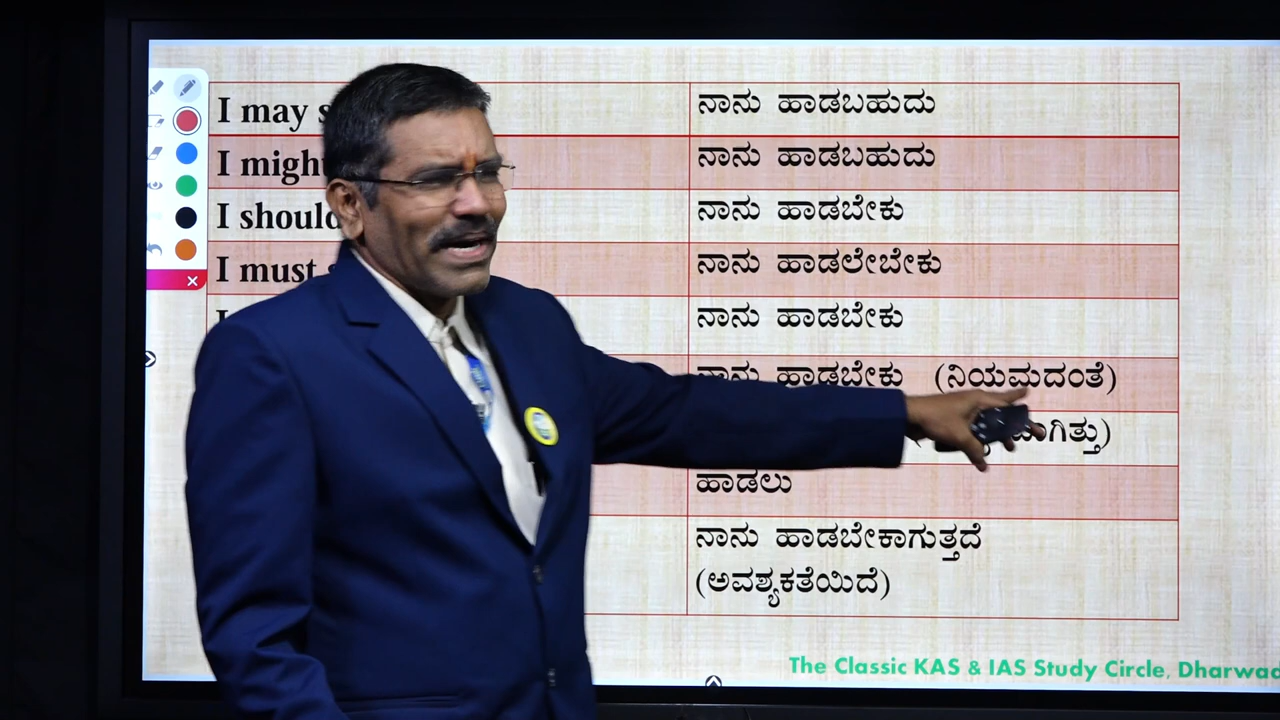 I may
ನಾನು ಹಾಡಬಹುದು
I
ನಾನು ಹಾಡಬಹುದು
I should
ನಾನು ಹಾಡಬೇಕು
I must
ನಾನು ಹಾಡಲೇಬೇಕು
ನಾನು ಹಾಡಬೇಕು
ನಾನು ಹಾಡಬೇಕು (ನಿಯಮದಂತೆ)
ಹಾಡಲು
ನಾನು ಹಾಡಬೇಕಾಗುತ್ತದೆ
(ಅವಶ್ಯಕತೆಯಿದೆ)
The Classic KAS & IAS Study Circle, Dharwad